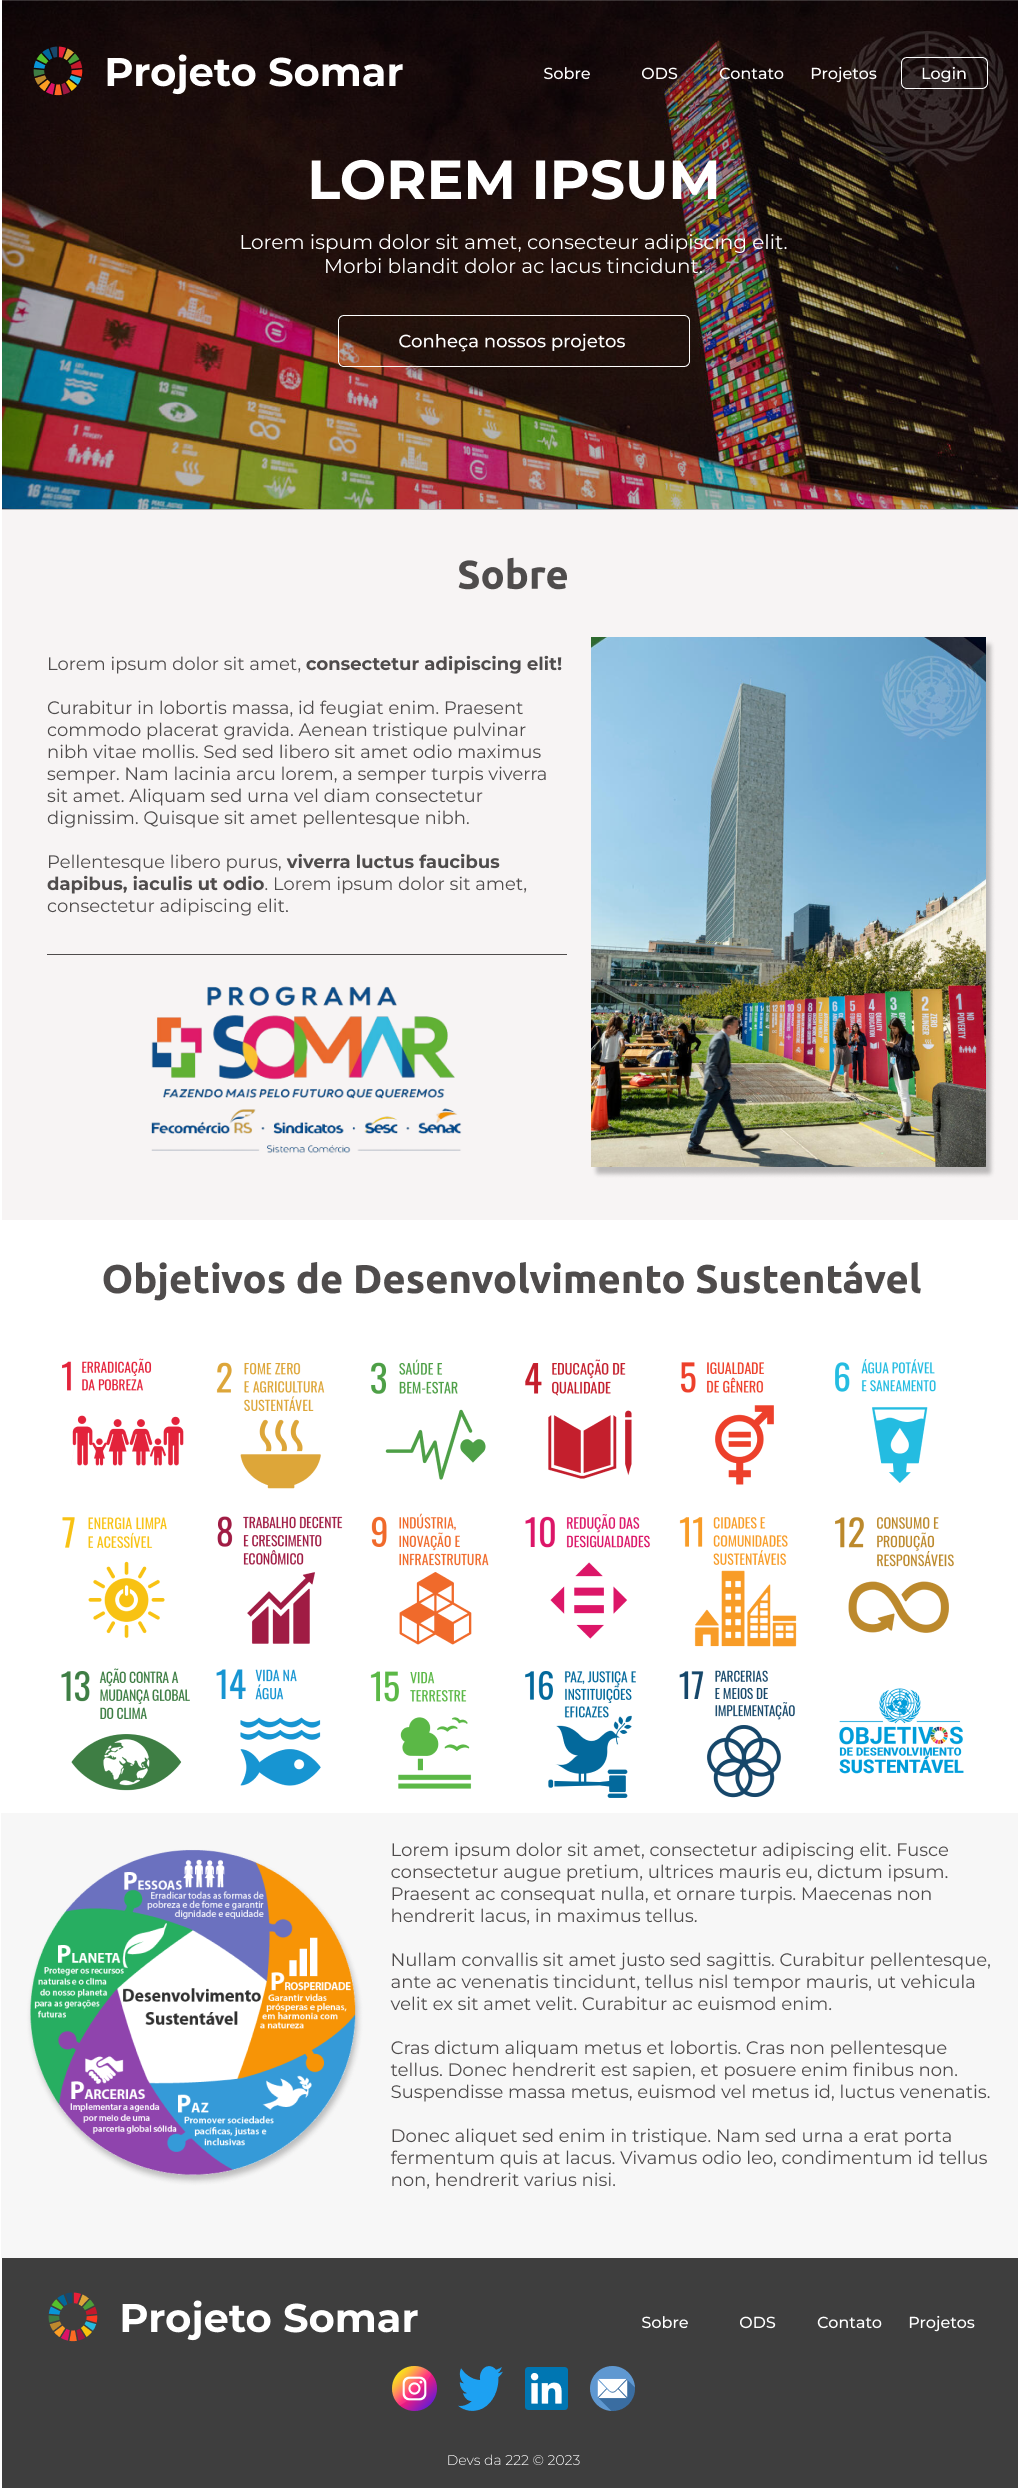 Projeto Somar
Sobre
ODS
Contato
Projetos
Login
LOREM IPSUM
Lorem ispum dolor sit amet, consecteur adipiscing elit.
Morbi blandit dolor ac lacus tincidunt.
Conheça nossos projetos
Sobre
Lorem ipsum dolor sit amet, consectetur adipiscing elit!
Curabitur in lobortis massa, id feugiat enim. Praesent
commodo placerat gravida. Aenean tristique pulvinar
nibh vitae mollis. Sed sed libero sit amet odio maximus
semper. Nam lacinia arcu lorem, a semper turpis viverra
sit amet. Aliquam sed urna vel diam consectetur
dignissim. Quisque sit amet pellentesque nibh.
Pellentesque libero purus, viverra luctus faucibus
dapibus, iaculis ut odio. Lorem ipsum dolor sit amet,
consectetur adipiscing elit.
PROGRAMA
SOMAR
FAZENDO MAIS PELO FUTURO QUE QUEREMOS
Fecomércio RS · Sindicatos · Sesc · Senac
Sistema Comércio
1 NO POVERTY
2 ZERO HUNGER
Objetivos de Desenvolvimento Sustentável
1 ERRADICAÇÃO
DA POBREZA
2 FOME ZERO
E AGRICULTURA
SUSTENTÁVEL
3 SAÚDE E
BEM-ESTAR
4 EDUCAÇÃO DE
QUALIDADE
5 IGUALDADE
DE GÊNERO
6 ÁGUA POTÁVEL
E SANEAMENTO
7 ENERGIA LIMPA
E ACESSÍVEL
8 TRABALHO DECENTE
E CRESCIMENTO
ECONÔMICO
9 INDÚSTRIA,
INOVAÇÃO E
INFRAESTRUTURA
10 REDUÇÃO DAS
DESIGUALDADES
11 CIDADES E
COMUNIDADES
SUSTENTÁVEIS
12 CONSUMO E
PRODUÇÃO
RESPONSÁVEIS
13 AÇÃO CONTRA A
MUDANÇA GLOBAL
DO CLIMA
14 VIDA NA
ÁGUA
15 VIDA
TERRESTRE
16 PAZ, JUSTIÇA E
INSTITUIÇÕES
EFICAZES
17 PARCERIAS
E MEIOS DE
IMPLEMENTAÇÃO
OBJETIVOS
DE DESENVOLVIMENTO
SUSTENTÁVEL
PESSOAS
Erradicar todas as formas de
pobreza e de fome e garantir
dignidade e equidade
PLANETA
Proteger os recursos
naturais e o clima
do nosso planeta
para as gerações
futuras
Desenvolvimento
Sustentável
PROSPERIDADE
Garantir vidas
prósperas e plenas,
em harmonia com
a natureza
PARCERIAS
Implementar a agenda
por meio de uma
parceria global sólida
PAZ
Promover sociedades
pacíficas, justas e
inclusivas
Lorem ipsum dolor sit amet, consectetur adipiscing elit. Fusce
consectetur augue pretium, ultrices mauris eu, dictum ipsum.
Praesent ac consequat nulla, et ornare turpis. Maecenas non
hendrerit lacus, in maximus tellus.
Nullam convallis sit amet justo sed sagittis. Curabitur pellentesque,
ante ac venenatis tincidunt, tellus nisl tempor mauris, ut vehicula
velit ex sit amet velit. Curabitur ac euismod enim.
Cras dictum aliquam metus et lobortis. Cras non pellentesque
tellus. Donec hendrerit est sapien, et posuere enim finibus non.
Suspendisse massa metus, euismod vel metus id, luctus venenatis.
Donec aliquet sed enim in tristique. Nam sed urna a erat porta
fermentum quis at lacus. Vivamus odio leo, condimentum id tellus
non, hendrerit varius nisi.
Projeto Somar
Sobre
ODS
Contato
Projetos
in
Devs da 222 © 2023